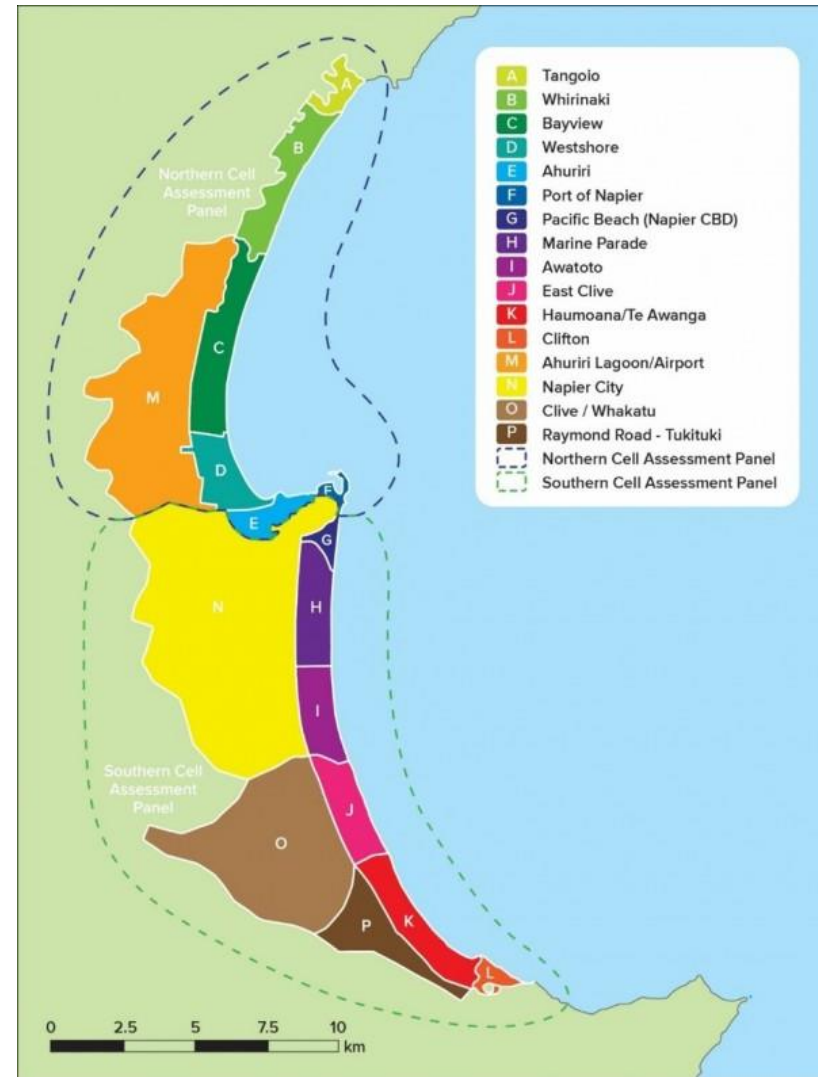 A Tangoio
B Whirinaki
C Bayview
D Westshore
E Ahuriri
F Port of Napier
G Pacific Beach (Napier CBD)
H Marine Parade
I Awatoto
J East Clive
K Haumoana/Te Awanga
L Clifton
M Ahuriri Lagoon/Airport
N Napier City
O Clive / Whakatu
P Raymond Road - Tukituki
Northern Cell Assessment Panel
Southern Cell Assessment Panel
A
B
Northern Cell
Assessment
Panel
C
M
D
F
E
G
N
H
I
Southern Cell
Assessment
Panel
J
O
K
P
L
0 2.5 5 7.5 10
km